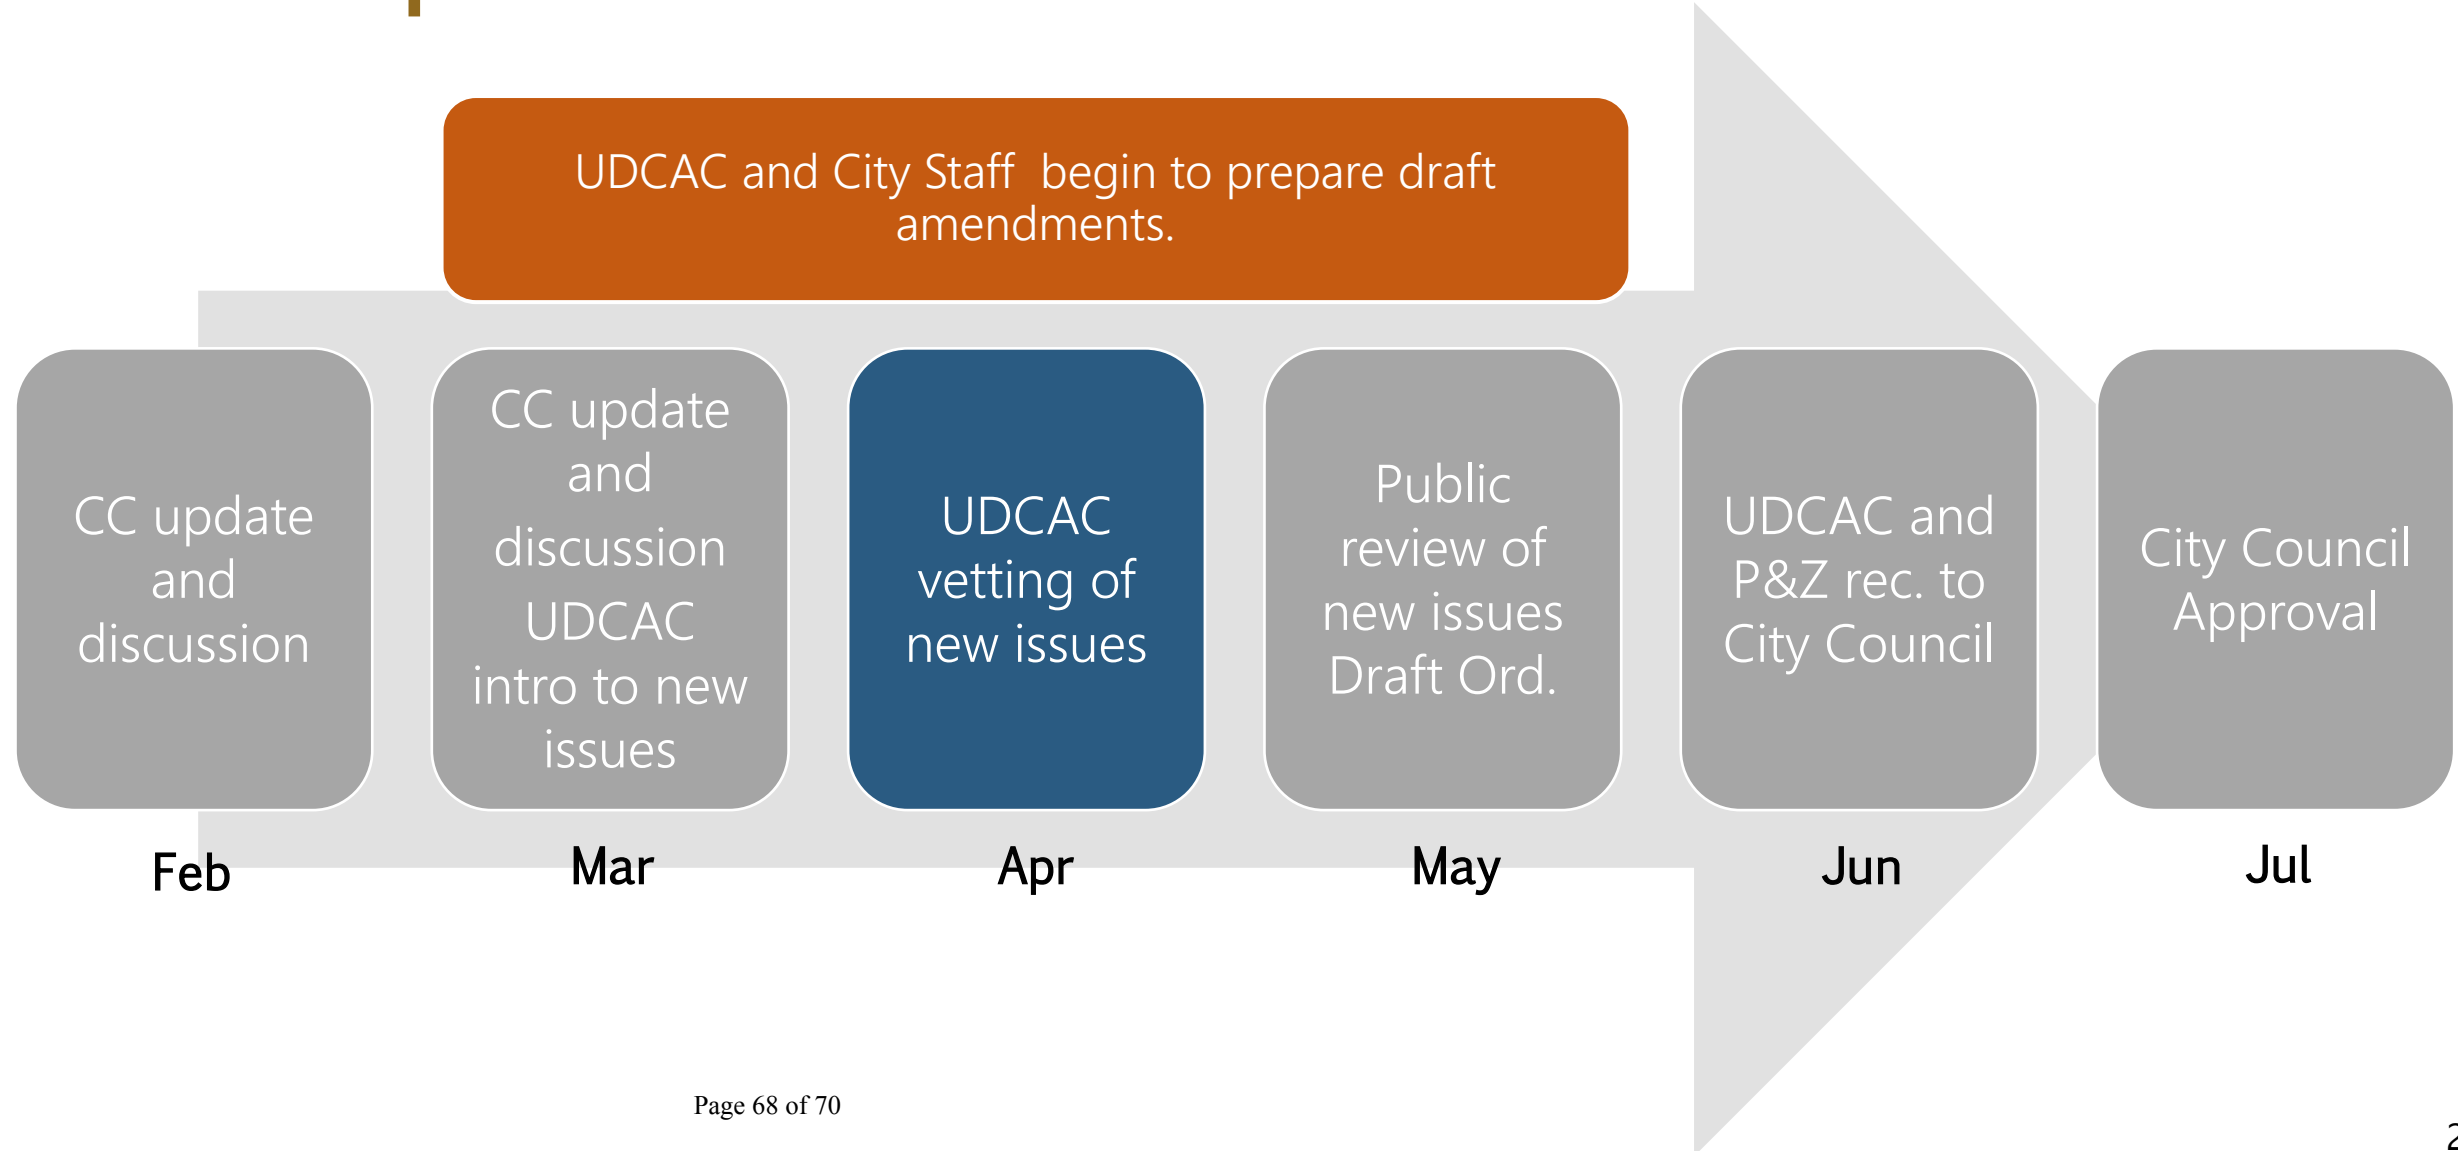 UDCAC and City Staff  begin to prepare draft
amendments.
CC update
and
discussion
CC update
and
discussion
UDCAC
intro to new
issues
UDCAC
vetting of
new issues
Public
review of
new issues
Draft Ord.
UDCAC and
P&Z rec. to
City Council
City Council
Approval
Feb
Mar
Apr
May
Jun
Jul
Page 68 of 70